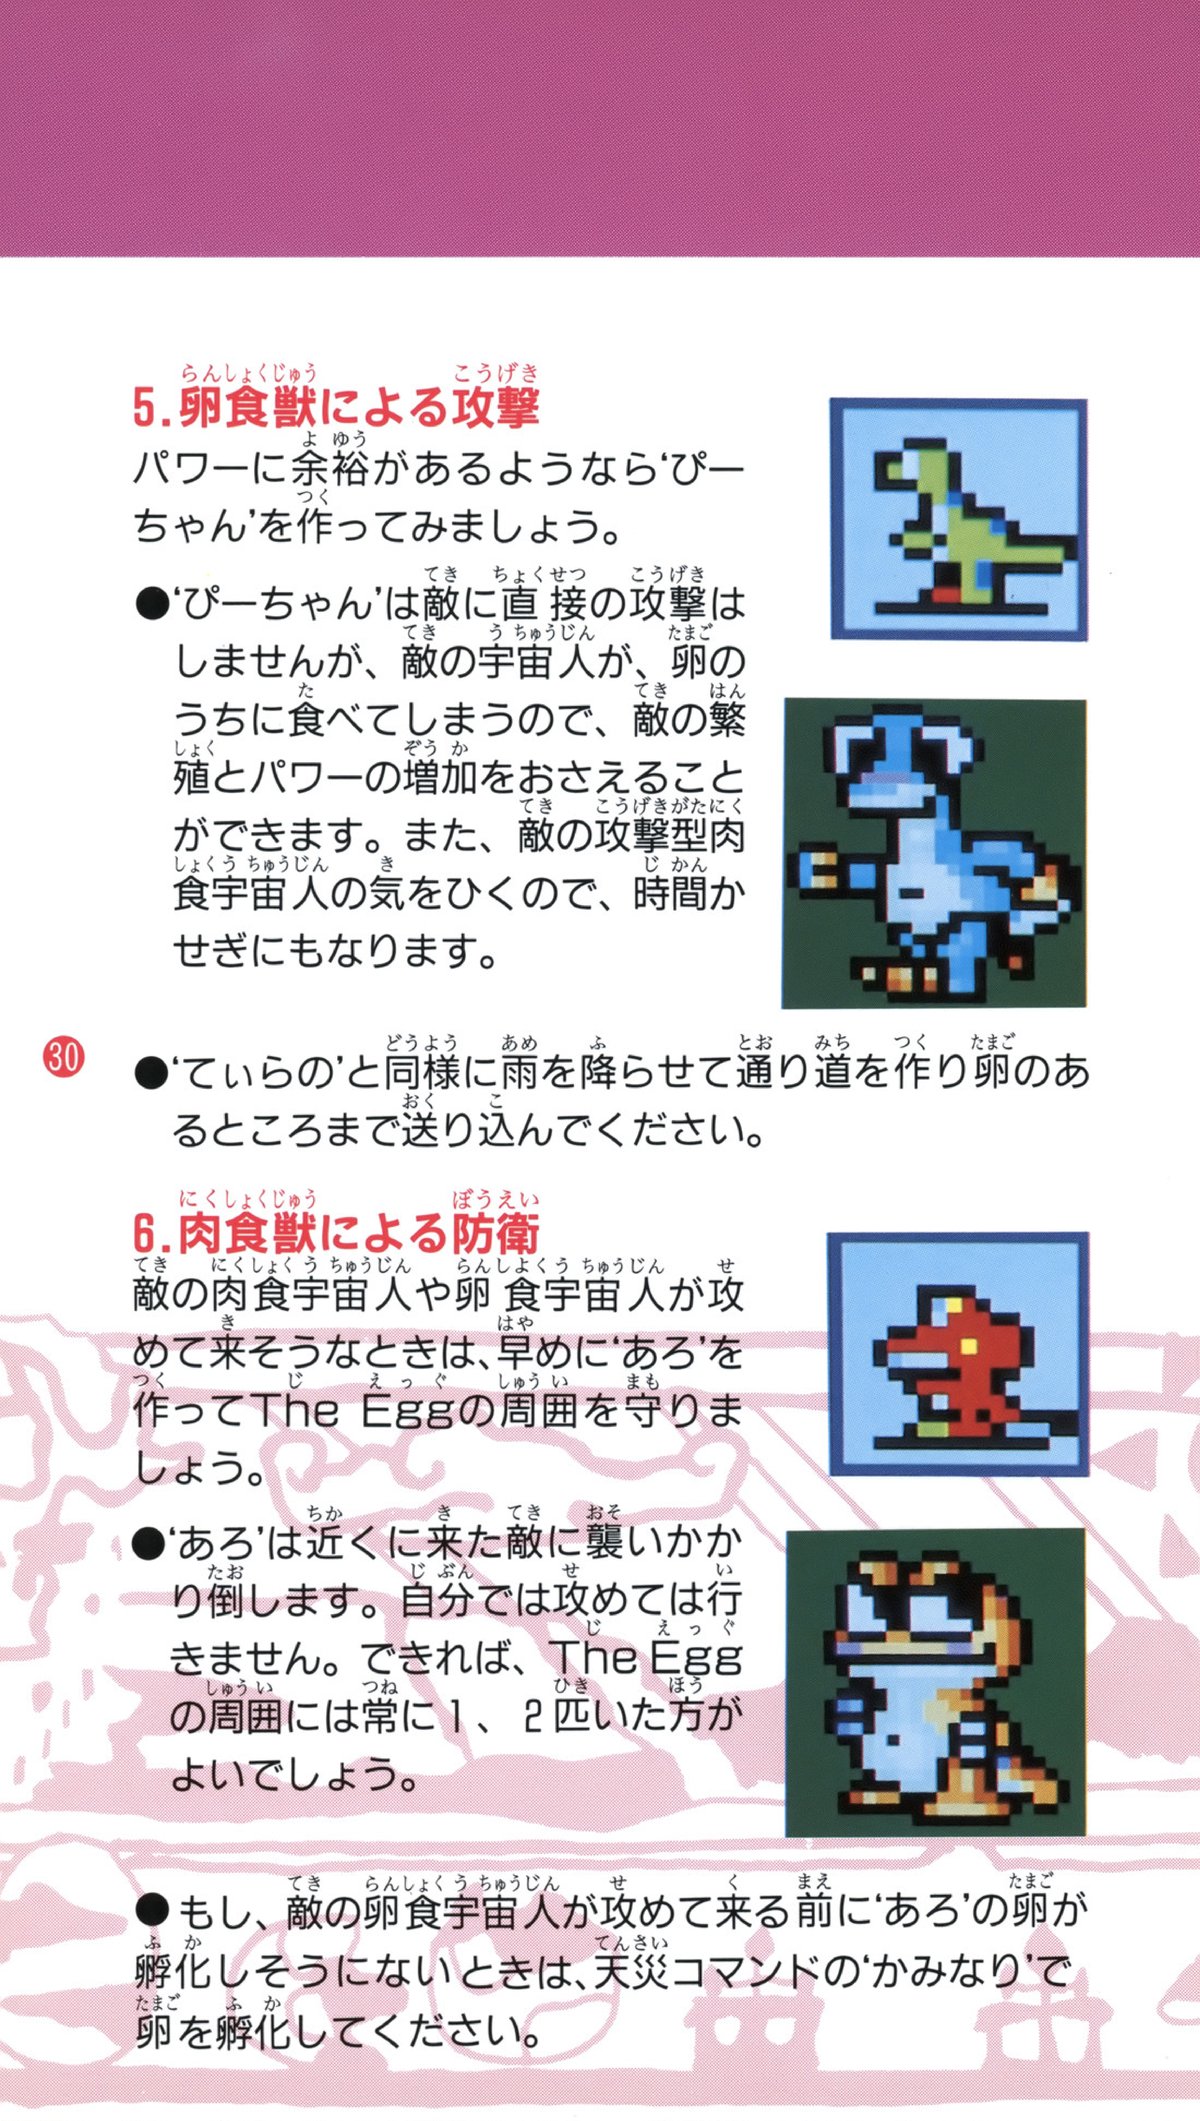 5.卵食獣による攻撃
パワーに余裕があるようなら‘ぴー
ちゃん’を作ってみましょう。
●‘ぴーちゃん’は敵に直接の攻撃は
しませんが、敵の宇宙人が、卵の
うちに食べてしまうので、敵の繁
殖とパワーの増加をおさえること
ができます。また、敵の攻撃型肉
食宇宙人の気をひくので、時間か
せぎにもなります。
30
●‘てぃらの’と同様に雨を降らせて通り道を作り卵のあ
るところまで送り込んでください。
6.肉食獣による防衛
敵の肉食宇宙人や卵食宇宙人が攻
めて来そうなときは、早めに‘あろ’を
作ってThe Eggの周囲を守りま
しょう。
●‘あろ’は近くに来た敵に襲いかか
り倒します。自分では攻めては行
きません。できれば、The Egg
の周囲には常に1、2匹いた方が
よいでしょう。
●もし、敵の卵食宇宙人が攻めて来る前に‘あろ’の卵が
孵化しそうにないときは、天災コマンドの‘かみなり’で
卵を孵化してください。